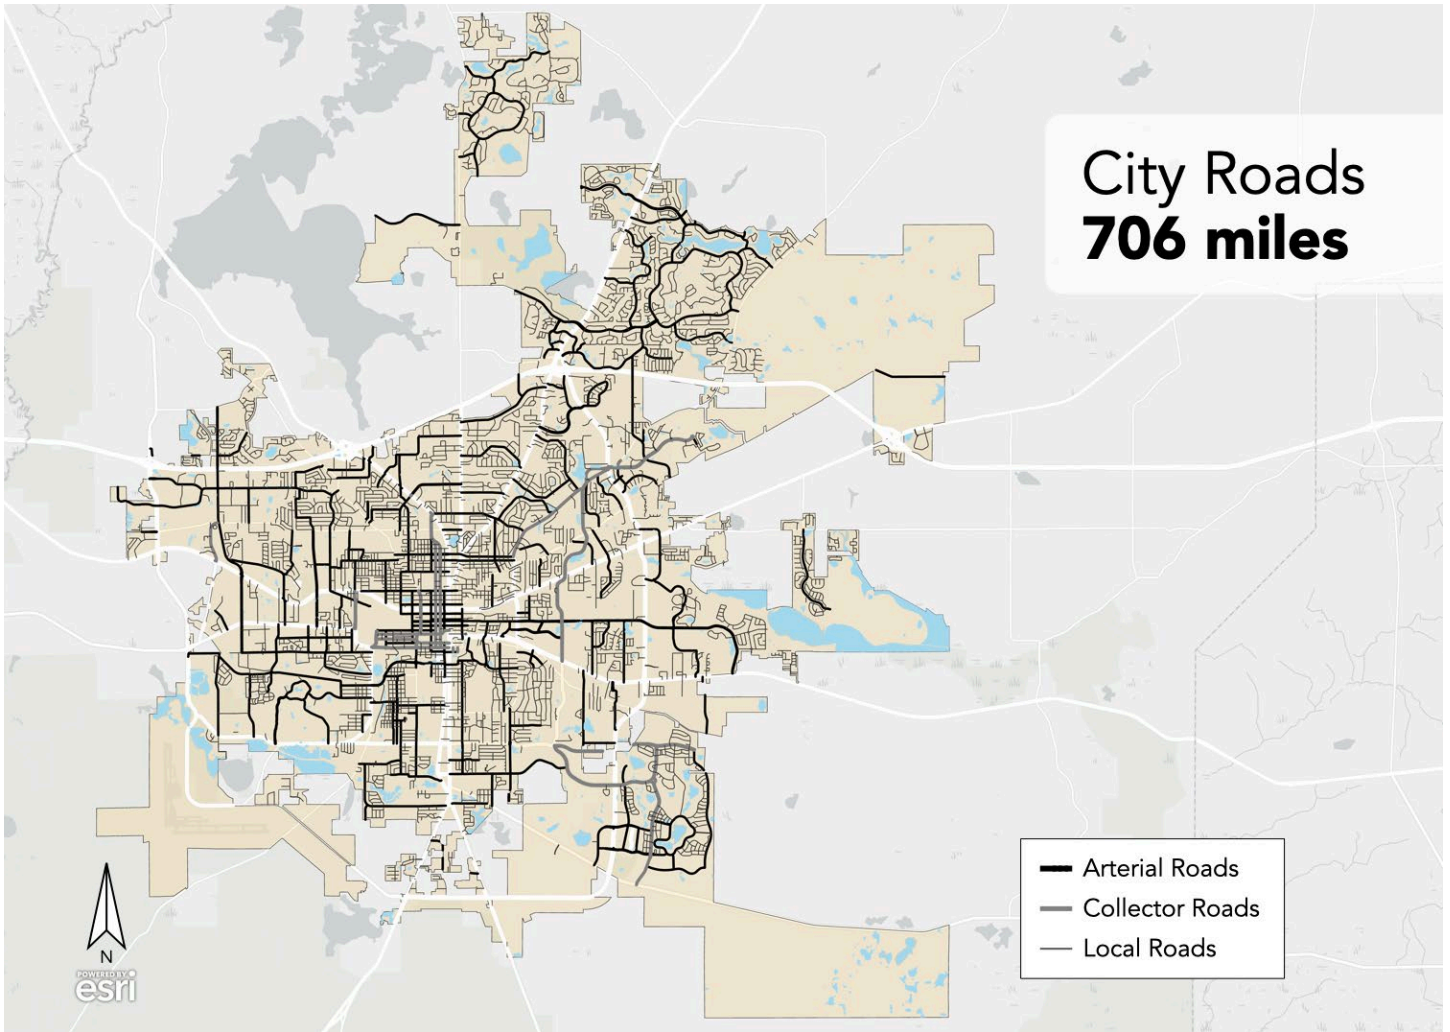 City Roads
706 miles
Arterial Roads
Collector Roads
Local Roads
N
POWERED BY
esri